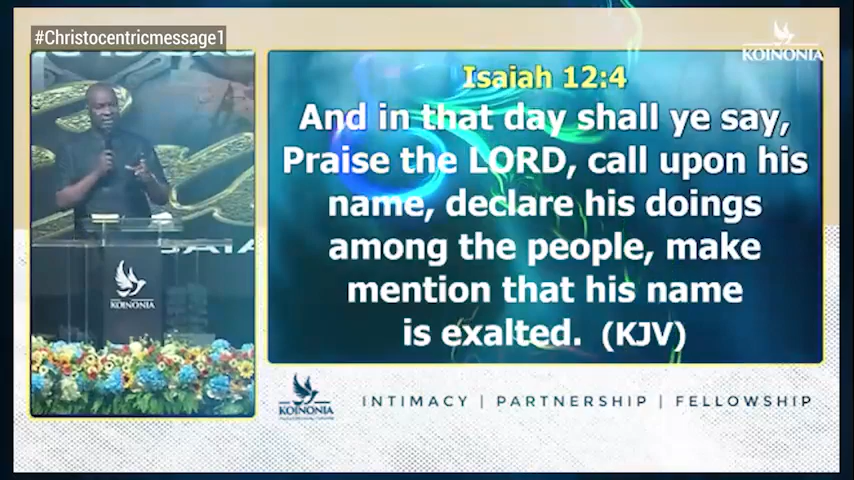 #Christocentricmessage1
KOINONIA
Isaiah 12:4
And in that day shall ye say,
Praise the LORD, call upon his
name, declare his doings
among the people, make
mention that his name
is exalted. (KJV)
KOINONIA
KOINONIA
INTIMACY | PARTNERSHIP | FELLOWSHIP